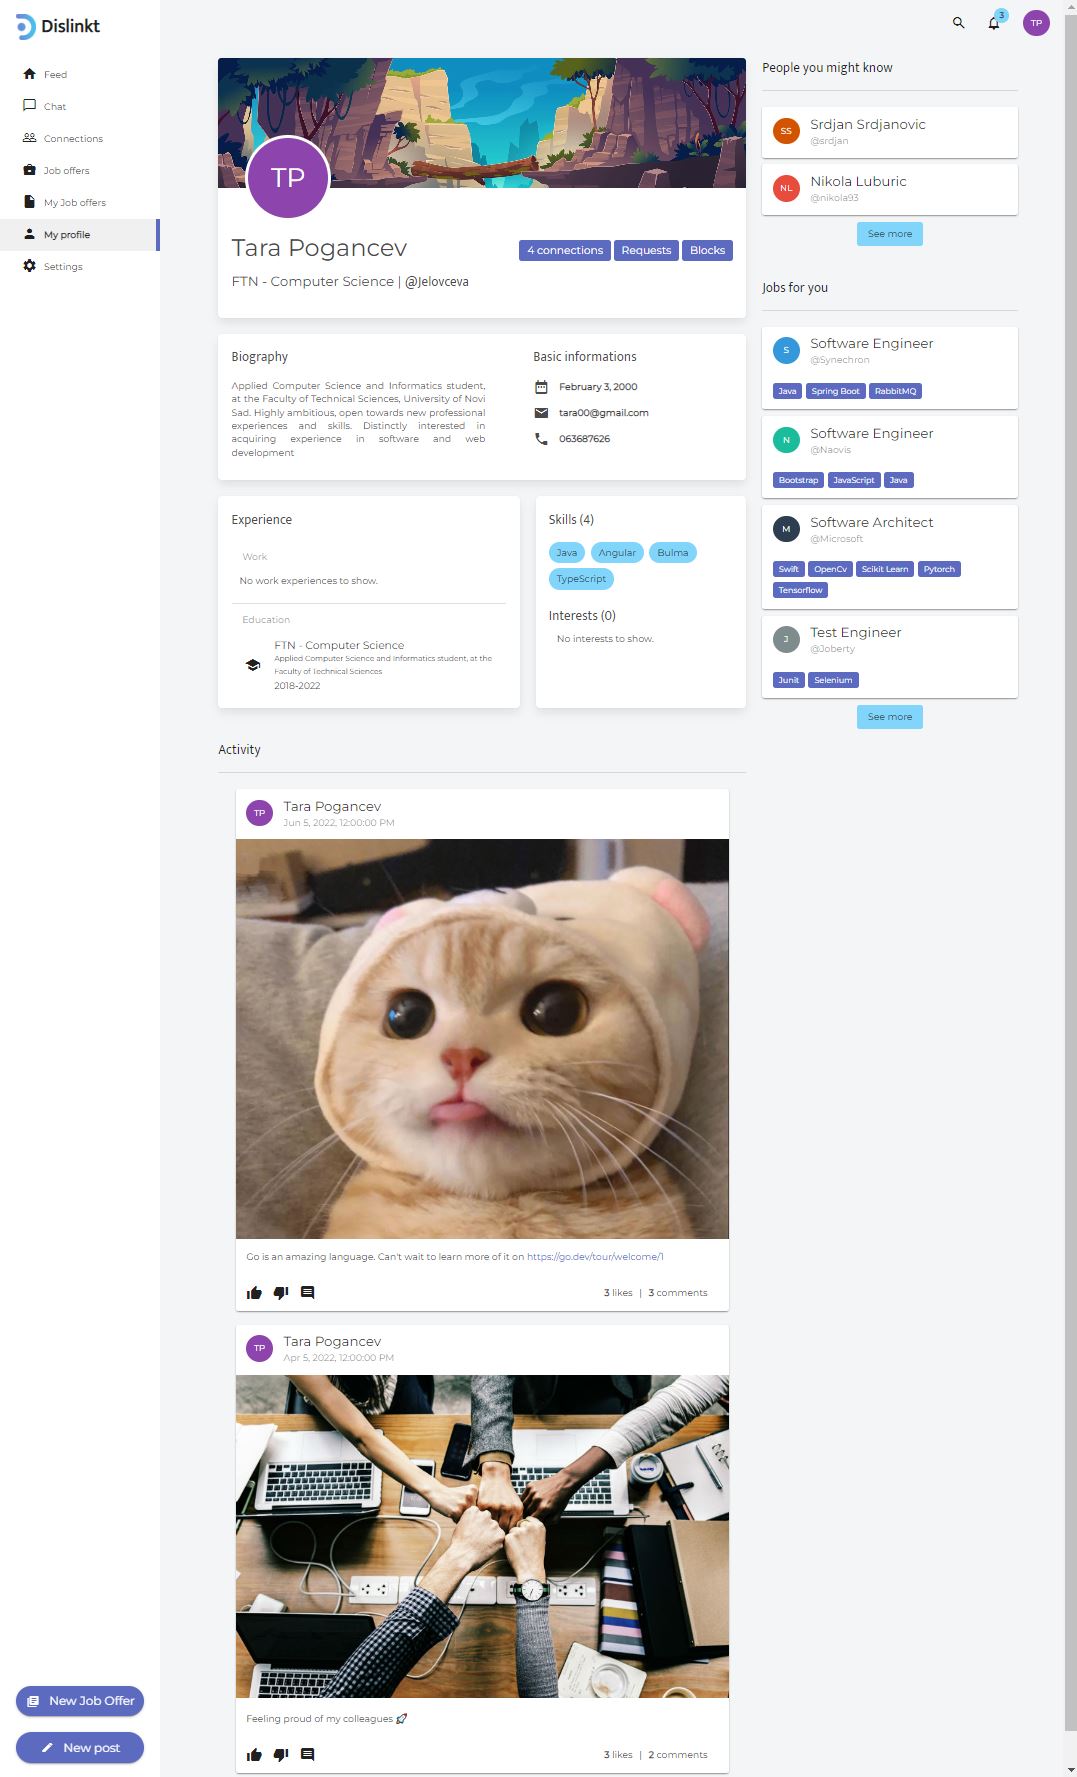 Dislinkt
Feed
Chat
Connections
Job offers
My Job offers
My profile
Settings
New Job Offer
New post
3
TP
TP
Tara Pogancev
4 connections
Requests
Blocks
FTN - Computer Science | @Jelovceva
Biography
Applied Computer Science and Informatics student,
at the Faculty of Technical Sciences, University of Novi
Sad. Highly ambitious, open towards new professional
experiences and skills. Distinctly interested in
acquiring experience in software and web
development
Basic informations
February 3, 2000
tara00@gmail.com
063687626
Experience
Work
No work experiences to show.
Education
FTN - Computer Science
Applied Computer Science and Informatics student, at the
Faculty of Technical Sciences
2018-2022
Skills (4)
Java
Angular
Bulma
TypeScript
Interests (0)
No interests to show.
Activity
TP
Tara Pogancev
Jun 5, 2022, 12:00:00 PM
Go is an amazing language. Can't wait to learn more of it on https://go.dev/tour/welcome/1
3 likes | 3 comments
TP
Tara Pogancev
Apr 5, 2022, 12:00:00 PM
Feeling proud of my colleagues 🚀
3 likes | 2 comments
People you might know
SS
Srdjan Srdjanovic
@srdjan
NL
Nikola Luburic
@nikola93
See more
Jobs for you
S
Software Engineer
@Synechron
Java
Spring Boot
RabbitMQ
N
Software Engineer
@Naovis
Bootstrap
JavaScript
Java
M
Software Architect
@Microsoft
Swift
OpenCv
Scikit Learn
Pytorch
Tensorflow
J
Test Engineer
@Joberty
Junit
Selenium
See more